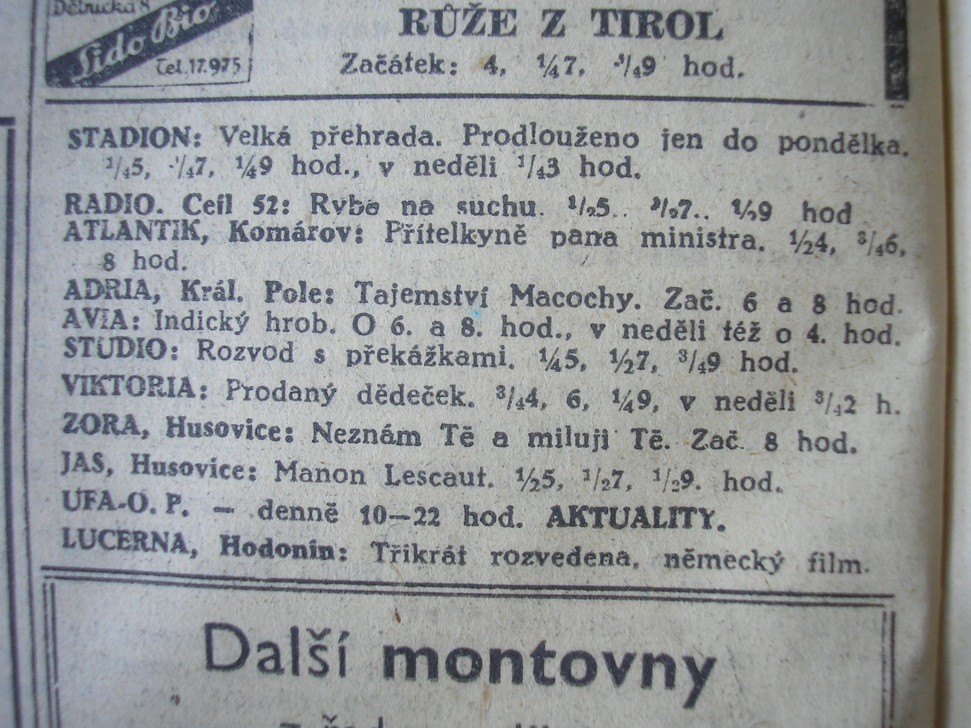 Dělnická 8
RŮŽE Z TIROL
Lido Bio
Tel. 17.975
Začátek: 4, ¼7, ¾9 hod.
STADION: Velká přehrada. Prodlouženo jen do pondělka.
¼5, ¼7, ¼9 hod., v neděli ¼3 hod.
RADIO. Cejl 52: Ryba na suchu. ½5.. ½7.. ½9 hod
ATLANTIK, Komárov: Přítelkyně pana ministra. ½4, ¾6,
8 hod.
ADRIA, Král. Pole: Tajemství Macochy. Zač. 6 a 8 hod.
AVIA: Indický hrob. O 6. a 8. hod., v neděli též o 4. hod.
STUDIO: Rozvod s překážkami. ¼5, ½7, ¾9 hod.
VIKTORIA: Prodaný dědeček. ¾4, 6, ¼9, v neděli ¾2 h.
ZORA, Husovice: Neznám Tě a miluji Tě. Zač. 8 hod.
JAS, Husovice: Manon Lescaut. ½5, ½7, ½9. hod.
UFA-O. P. — denně 10—22 hod. AKTUALITY.
LUCERNA, Hodonín: Třikrát rozvedena, německý film.
Další montovny